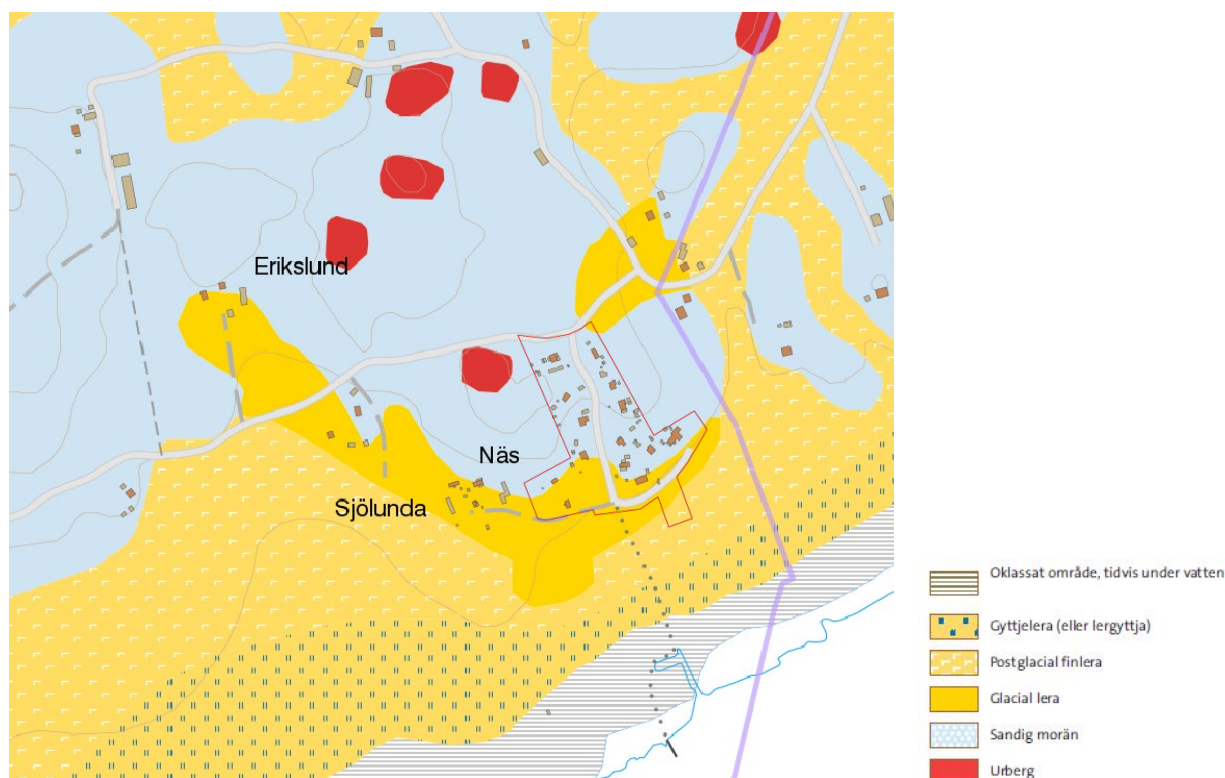 Erikslund
Näs
Sjölunda
Oklassat område, tidvis under vatten
Gyttjelera (eller lergyttja)
Postglacial finlera
Glacial lera
Sandig morän
Urberg